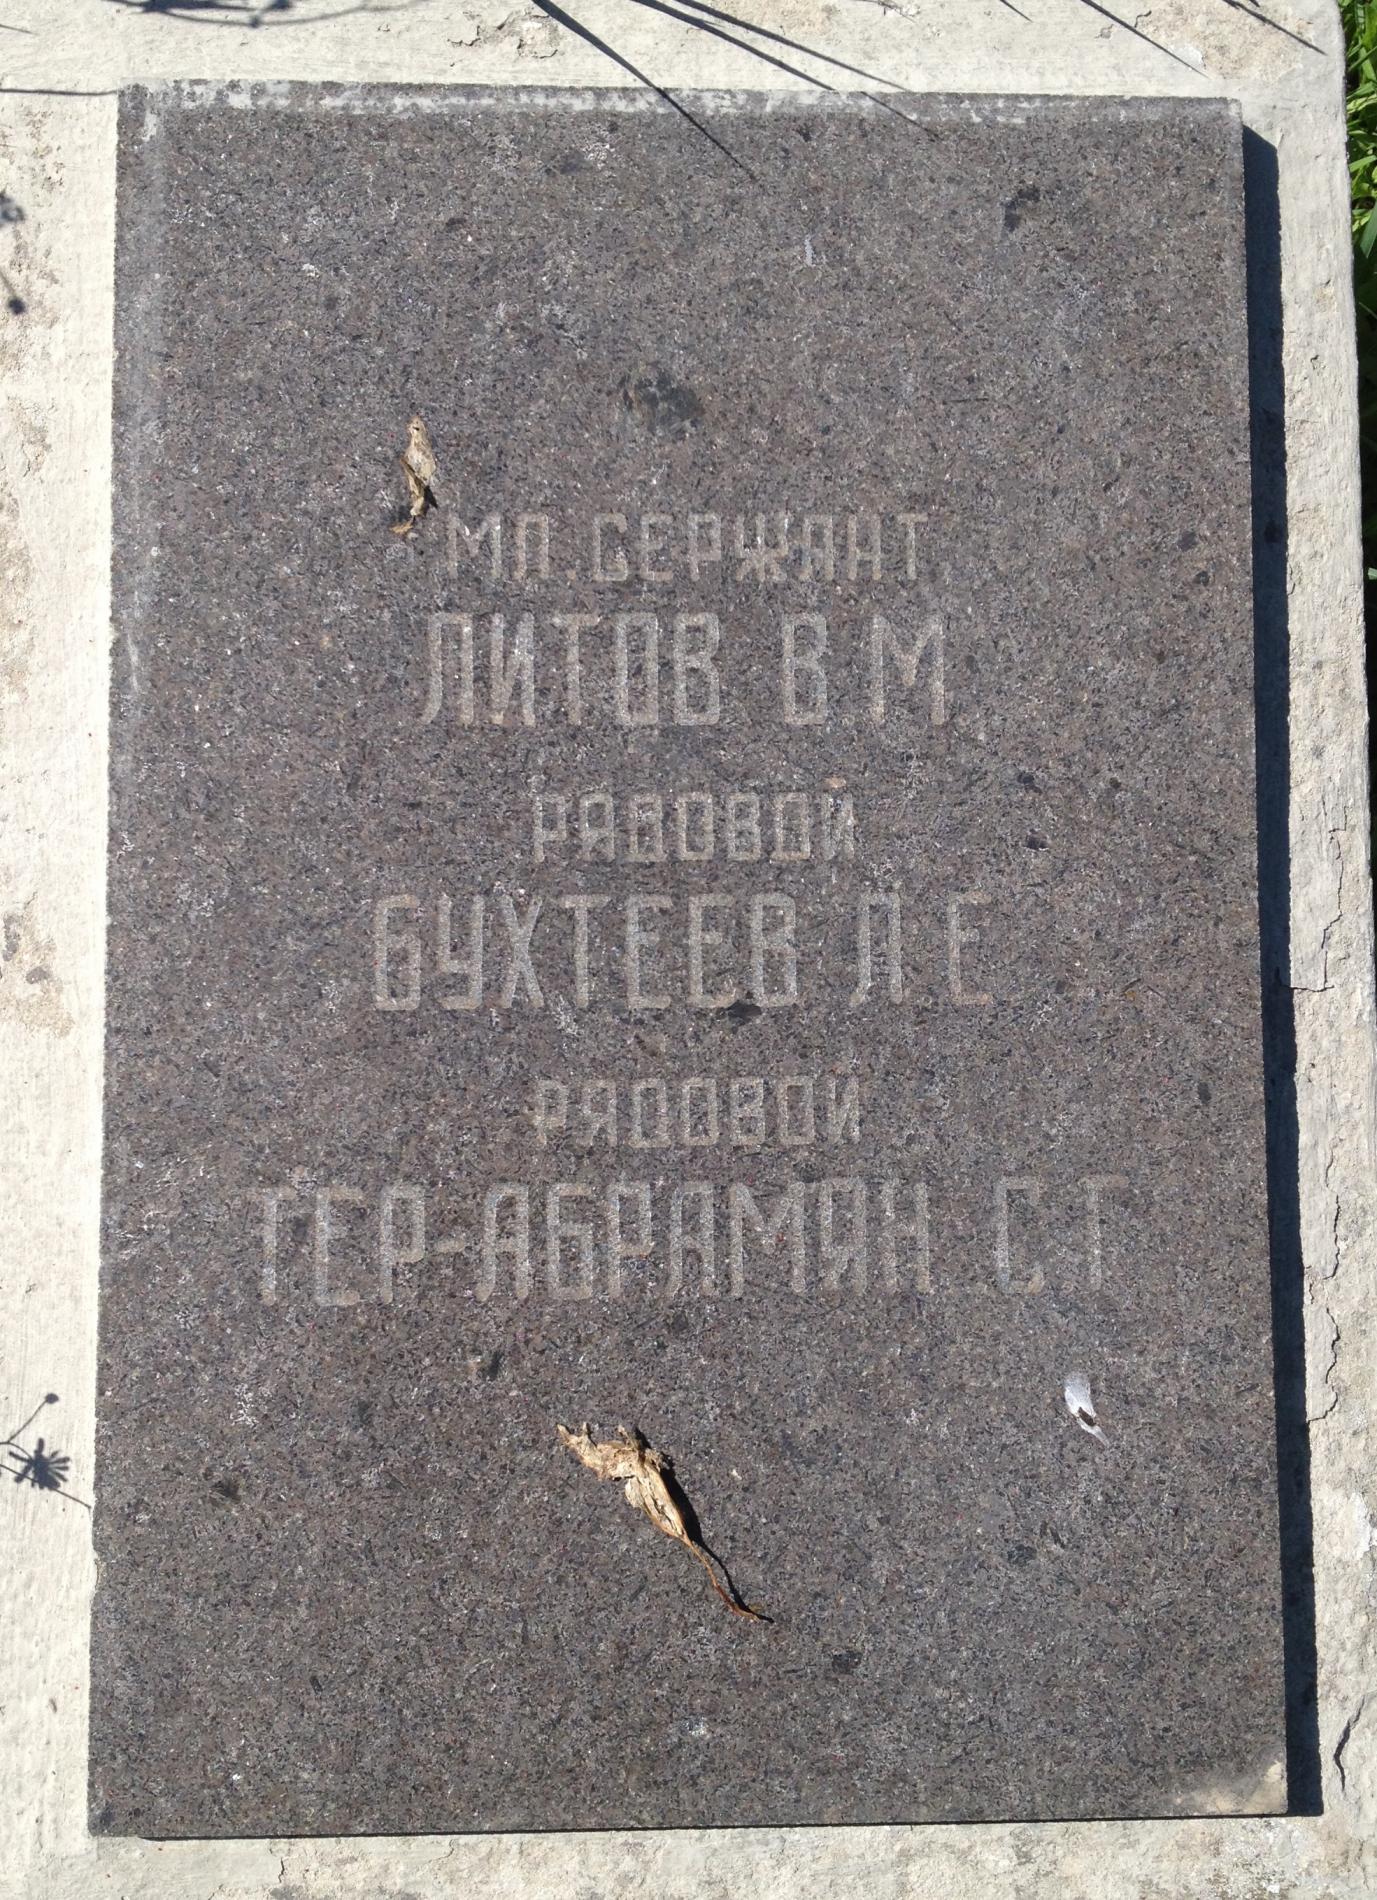 МЛ. СЕРЖАНТ
ЛИТОВ В.М.
РЯДОВОЙ
БУХТЕЕВ Л.Е.
РЯДОВОЙ
ТЕР-АБРАМЯН С.Г.